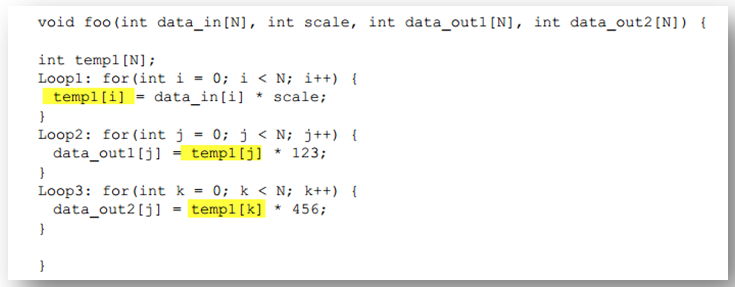 void foo(int data_in[N], int scale, int data_out1[N], int data_out2[N]) {
int temp1[N];
Loop1: for(int i = 0; i < N; i++) {
temp1[i] = data_in[i] * scale;
}
Loop2: for(int j = 0; j < N; j++) {
data_out1[j] = temp1[j] * 123;
}
Loop3: for(int k = 0; k < N; k++) {
data_out2[j] = temp1[k] * 456;
}
}